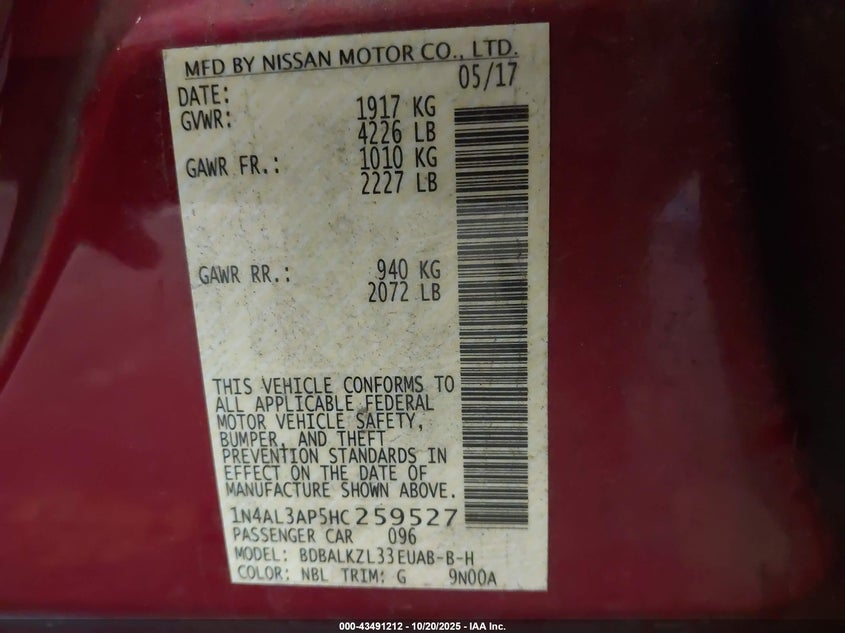 MFD BY NISSAN MOTOR CO., LTD.
DATE: 05/17
GVWR: 1917 KG
4226 LB
GAWR FR.: 1010 KG
2227 LB
GAWR RR.: 940 KG
2072 LB
THIS VEHICLE CONFORMS TO
ALL APPLICABLE FEDERAL
MOTOR VEHICLE SAFETY,
BUMPER, AND THEFT
PREVENTION STANDARDS IN
EFFECT ON THE DATE OF
MANUFACTURE SHOWN ABOVE.
1N4AL3AP5HC259527
PASSENGER CAR 096
MODEL: BDBALKZL33EUAB-B-H
COLOR: NBL TRIM: G 9N00A
000-43491212 - 10/20/2025 - IAA Inc.